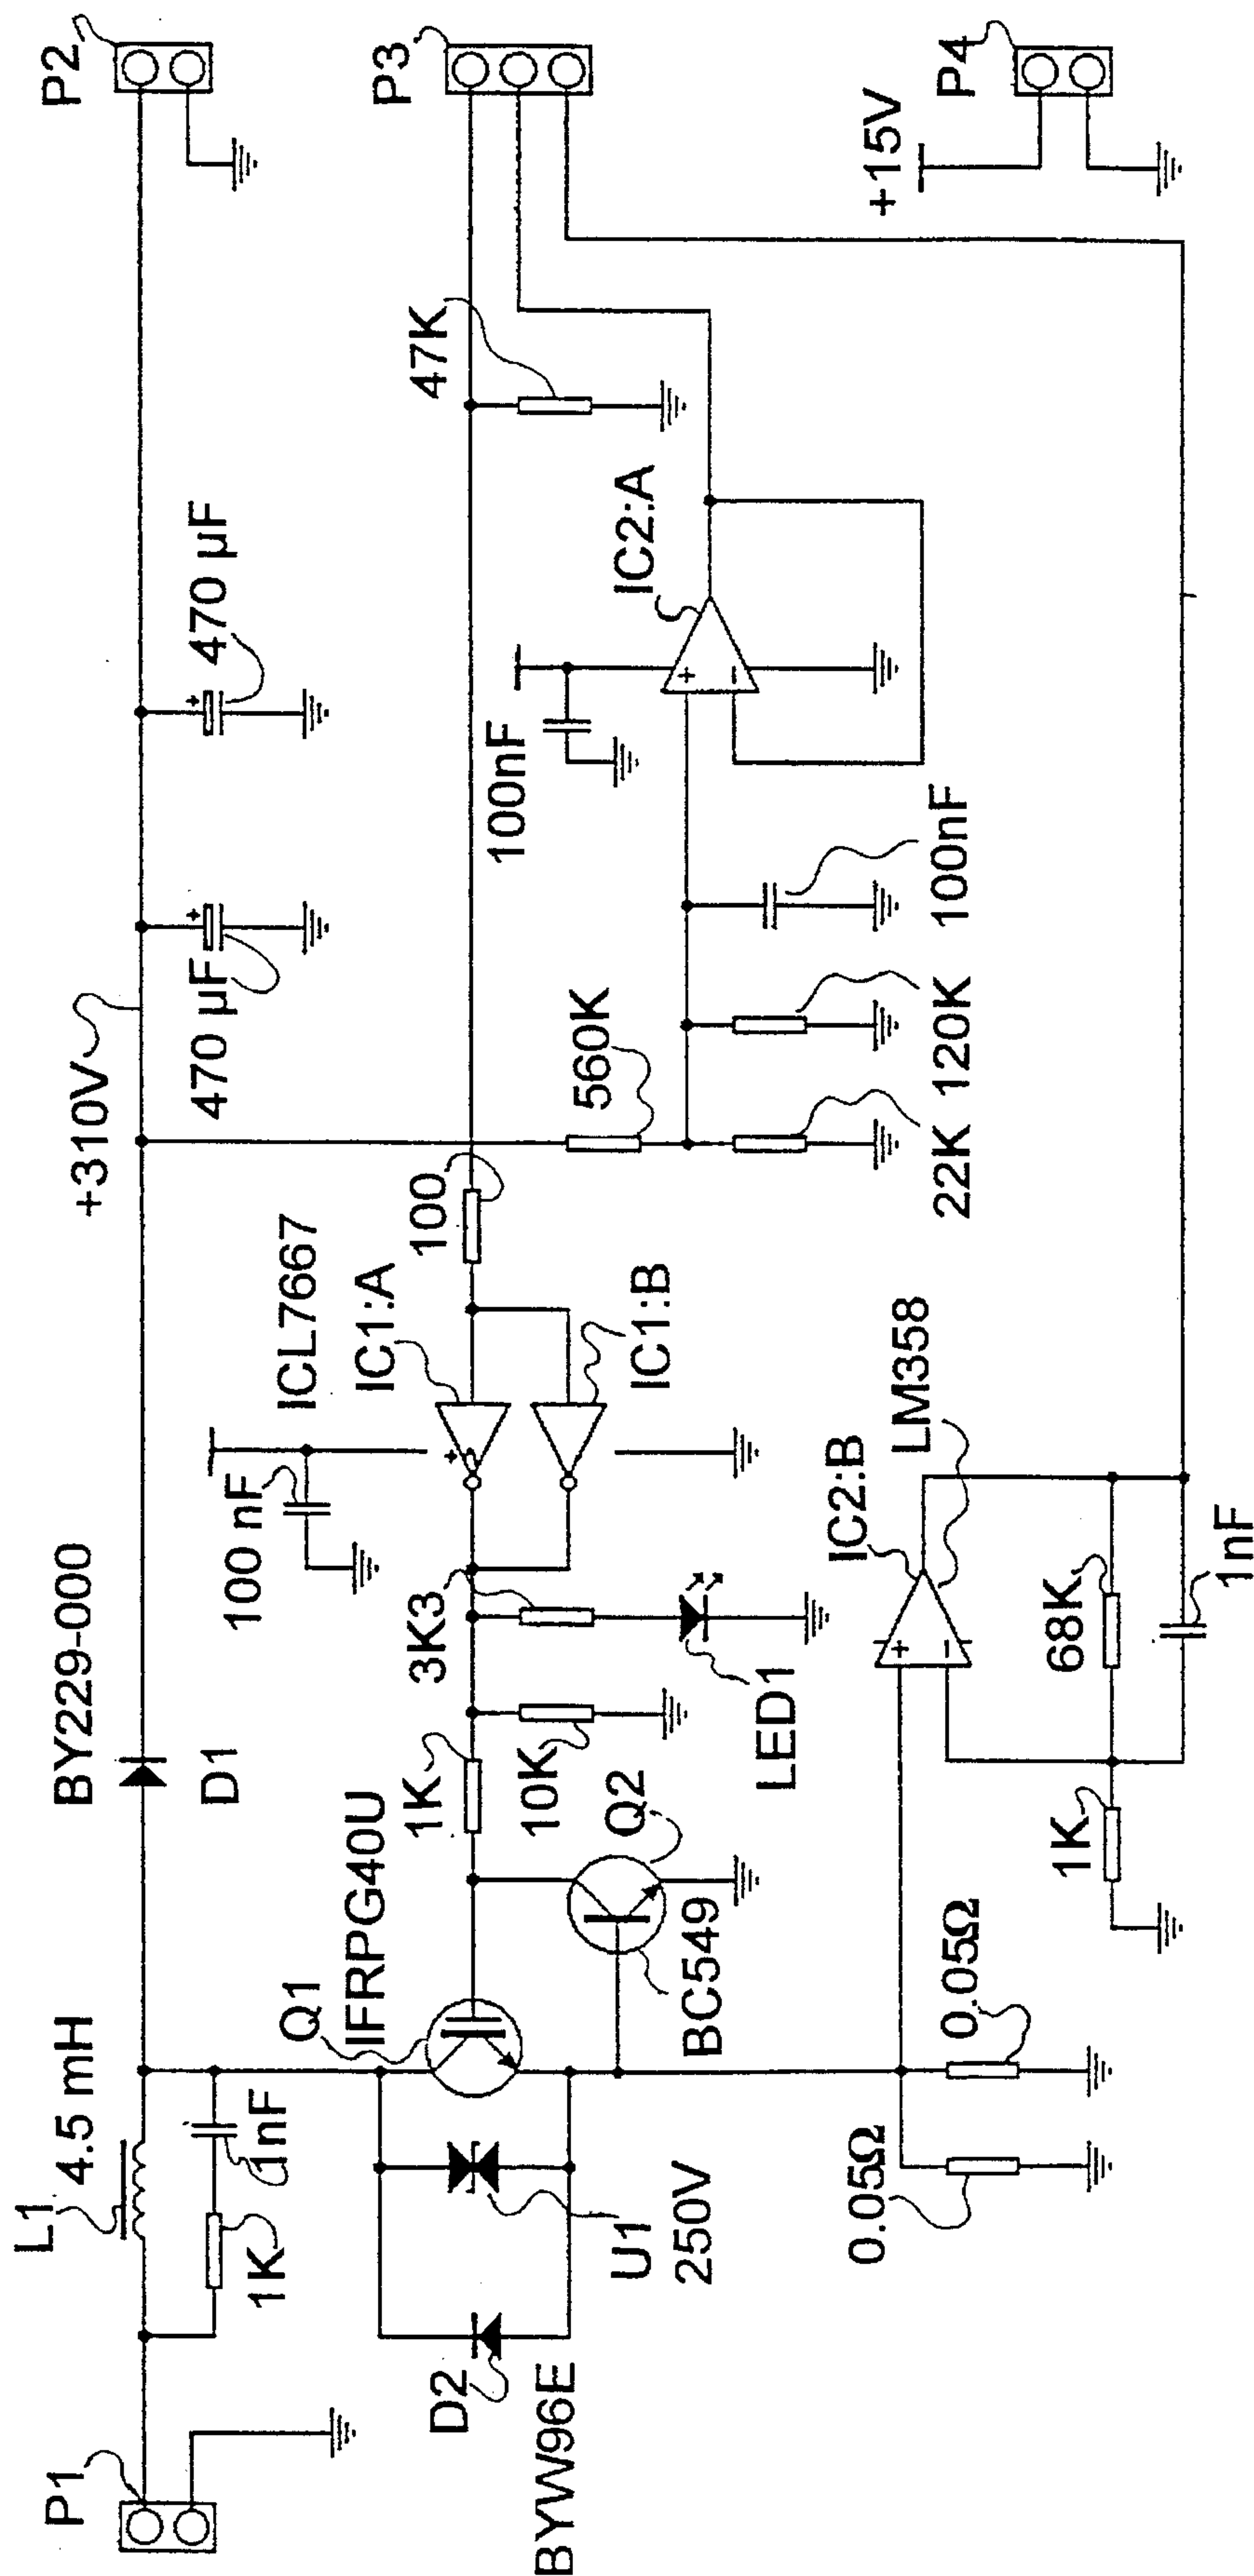 P1
L1
4.5 mH
1K
1nF
BY229-000
D1
+310V
470 µF
470 µF
P2
D2
BYW96E
U1
250V
Q1
IFRPG40U
1K
10K
3K3
LED1
Q2
BC549
100 nF
ICL7667
IC1:A
IC1:B
100
560K
22K
120K
100nF
100nF
+
−
IC2:A
47K
P3
+15V
P4
0.05Ω
0.05Ω
1K
68K
1nF
+
−
IC2:B
LM358